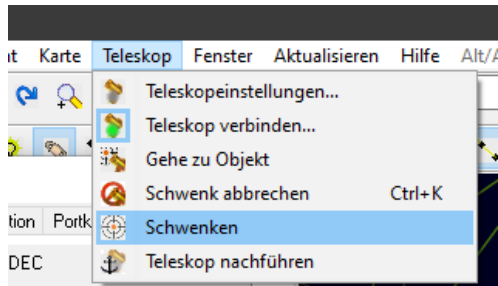 Karte Teleskop Fenster Aktualisieren Hilfe Alt/
Teleskopeinstellungen...
Teleskop verbinden...
Gehe zu Objekt
Schwenk abbrechen Ctrl+K
Schwenken
tion Portk
DEC Teleskop nachführen